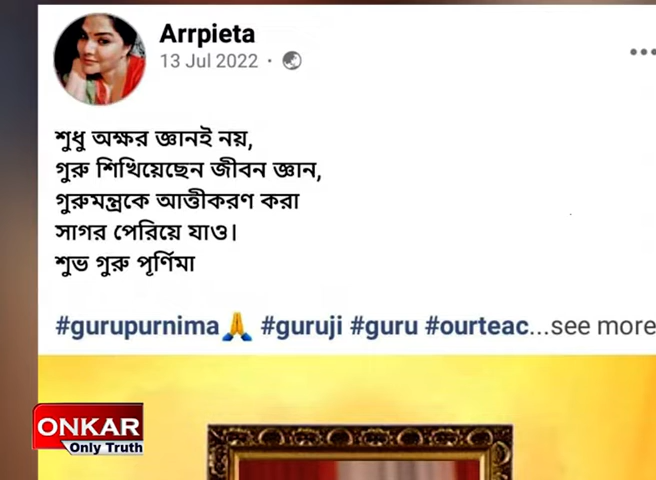 Arrpieta
13 Jul 2022
শুধু অক্ষর জ্ঞানই নয়,
গুরু শিখিয়েছেন জীবন জ্ঞান,
গুরুমন্ত্রকে আত্তীকরণ করা
সাগর পেরিয়ে যাও।
শুভ গুরু পূর্ণিমা
#gurupurnima🙏 #guruji #guru #ourteac...see more
ONKAR
Only Truth